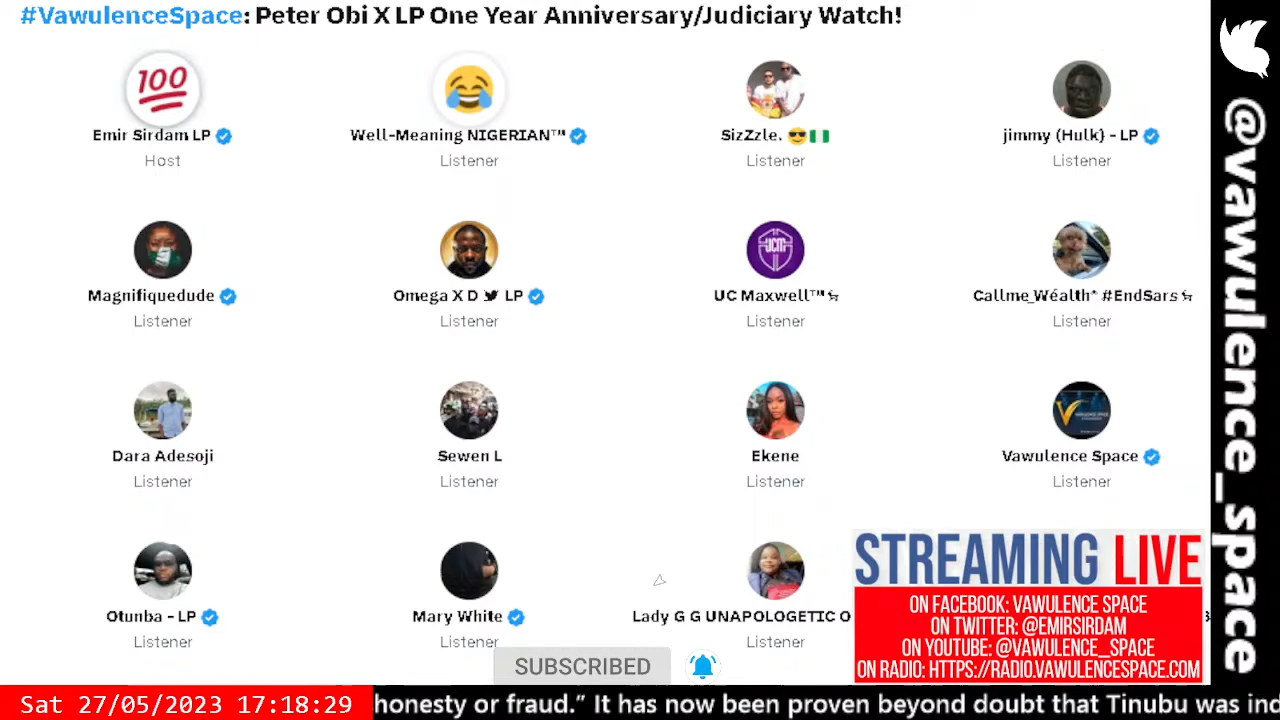 #VawulenceSpace: Peter Obi X LP One Year Anniversary/Judiciary Watch!
100
Emir Sirdam LP
Host
Well-Meaning NIGERIAN™
Listener
SizZzle.
Listener
jimmy (Hulk) - LP
Listener
Magnifiquedude
Listener
Omega X D LP
Listener
UCM
UC Maxwell™
Listener
Callme_Wéalth* #EndSars
Listener
Dara Adesoji
Listener
Sewen L
Listener
Ekene
Listener
Vawulence Space
Listener
Otunba - LP
Listener
Mary White
Listener
Lady G G UNAPOLOGETIC O
Listener
STREAMING LIVE
ON FACEBOOK: VAWULENCE SPACE
ON TWITTER: @EMIRSIRDAM
ON YOUTUBE: @VAWULENCE_SPACE
ON RADIO: HTTPS://RADIO.VAWULENCESPACE.COM
SUBSCRIBED
@vawulence_space
Sat 27/05/2023 17:18:29
honesty or fraud.” It has now been proven beyond doubt that Tinubu was ind